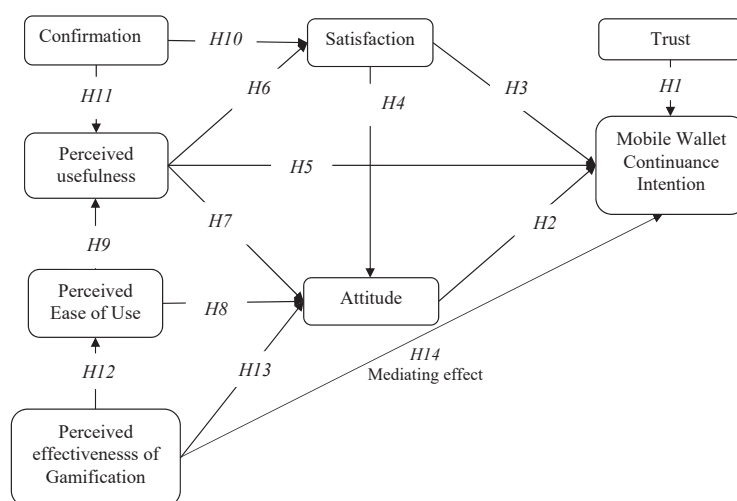 Confirmation
H10
Satisfaction
Trust
H11
H6
H4
H3
H1
Perceived
usefulness
H5
Mobile Wallet
Continuance
Intention
H9
H7
H2
Perceived
Ease of Use
H8
Attitude
H12
H13
H14
Mediating effect
Perceived
effectivenesss of
Gamification